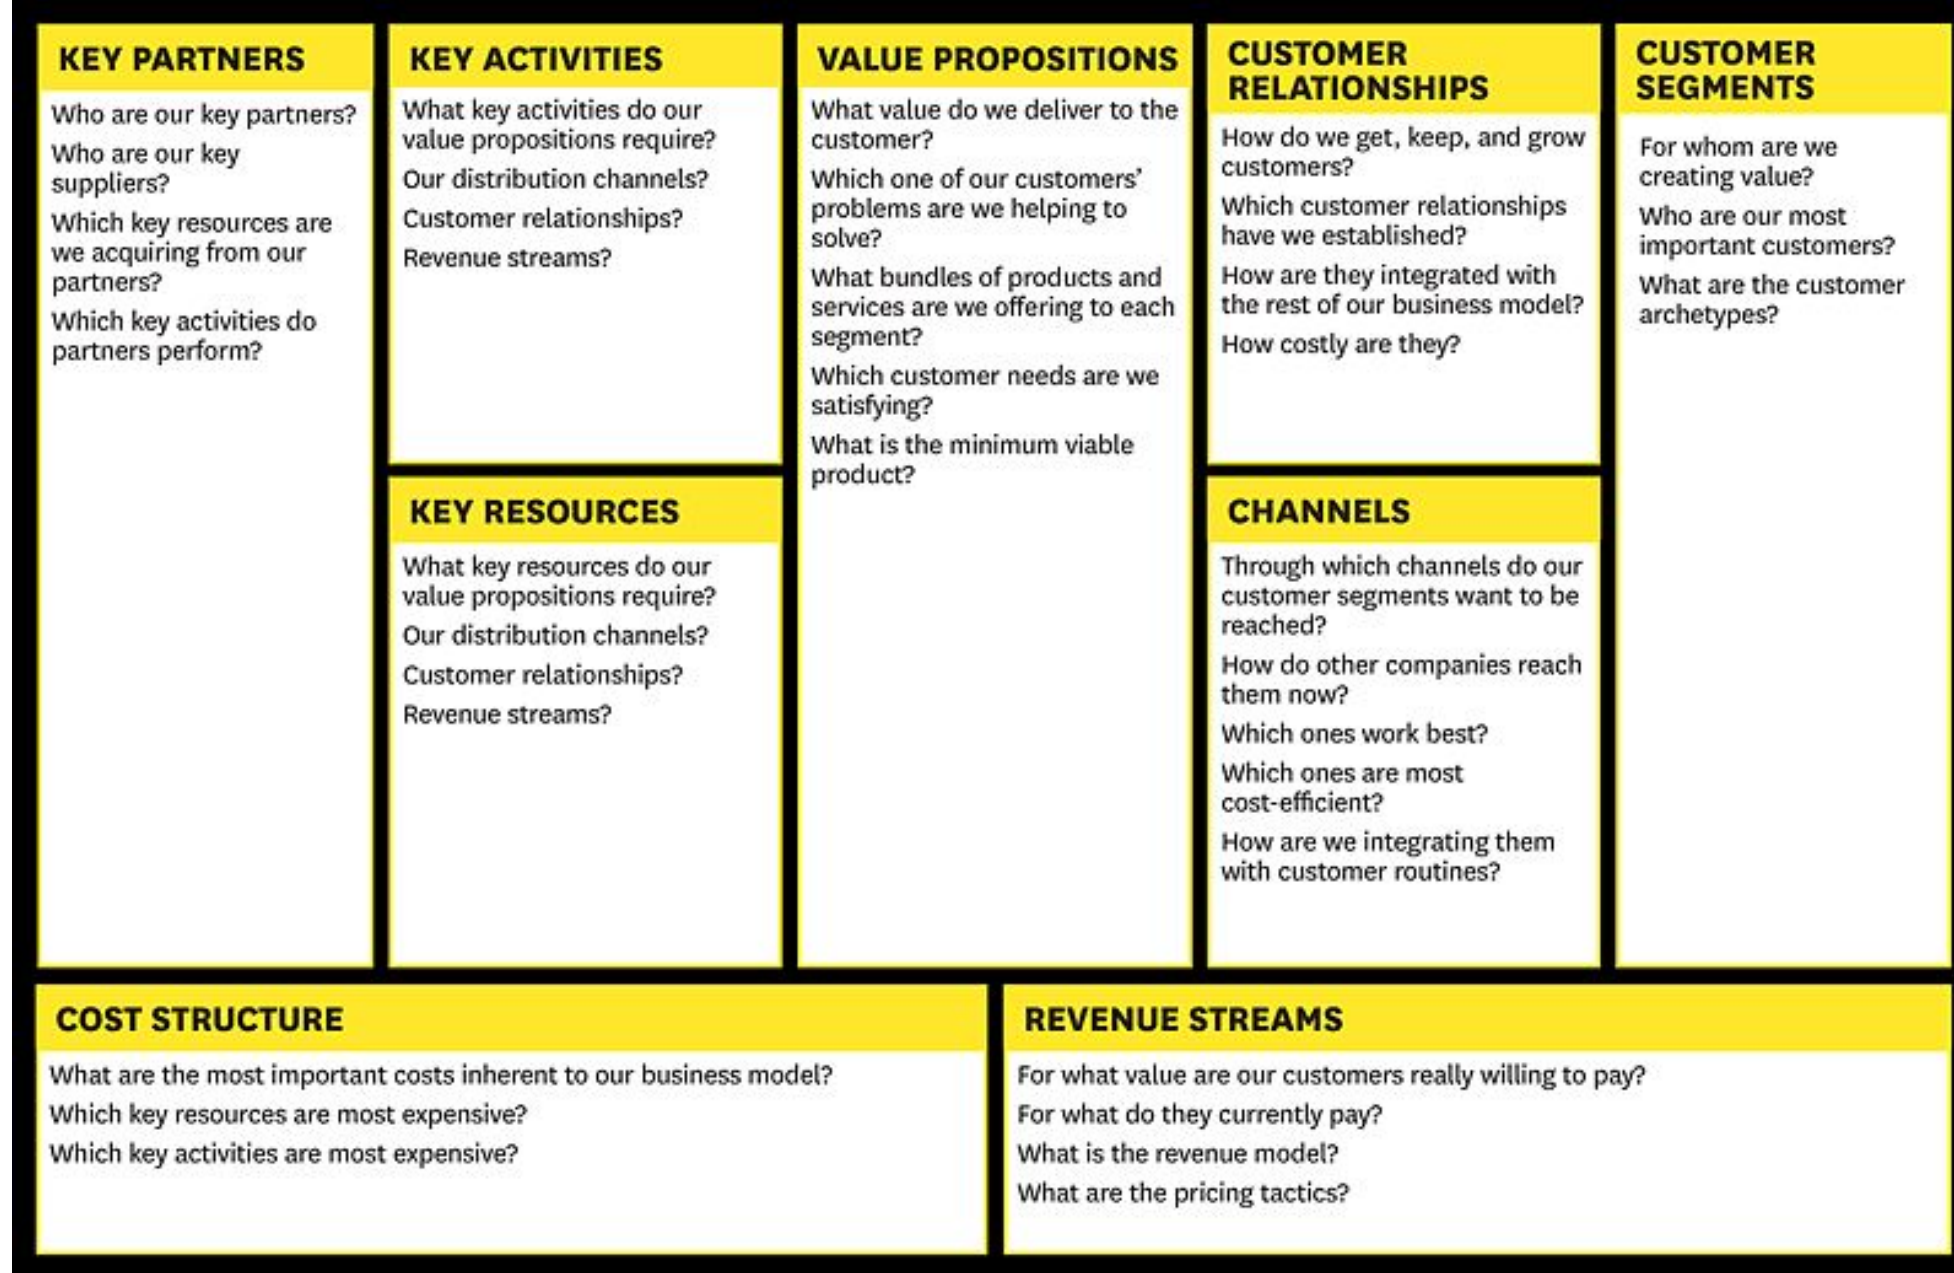 KEY PARTNERS
Who are our key partners?
Who are our key
suppliers?
Which key resources are
we acquiring from our
partners?
Which key activities do
partners perform?
KEY ACTIVITIES
What key activities do our
value propositions require?
Our distribution channels?
Customer relationships?
Revenue streams?
KEY RESOURCES
What key resources do our
value propositions require?
Our distribution channels?
Customer relationships?
Revenue streams?
VALUE PROPOSITIONS
What value do we deliver to the
customer?
Which one of our customers’
problems are we helping to
solve?
What bundles of products and
services are we offering to each
segment?
Which customer needs are we
satisfying?
What is the minimum viable
product?
CUSTOMER
RELATIONSHIPS
How do we get, keep, and grow
customers?
Which customer relationships
have we established?
How are they integrated with
the rest of our business model?
How costly are they?
CHANNELS
Through which channels do our
customer segments want to be
reached?
How do other companies reach
them now?
Which ones work best?
Which ones are most
cost-efficient?
How are we integrating them
with customer routines?
CUSTOMER
SEGMENTS
For whom are we
creating value?
Who are our most
important customers?
What are the customer
archetypes?
COST STRUCTURE
What are the most important costs inherent to our business model?
Which key resources are most expensive?
Which key activities are most expensive?
REVENUE STREAMS
For what value are our customers really willing to pay?
For what do they currently pay?
What is the revenue model?
What are the pricing tactics?